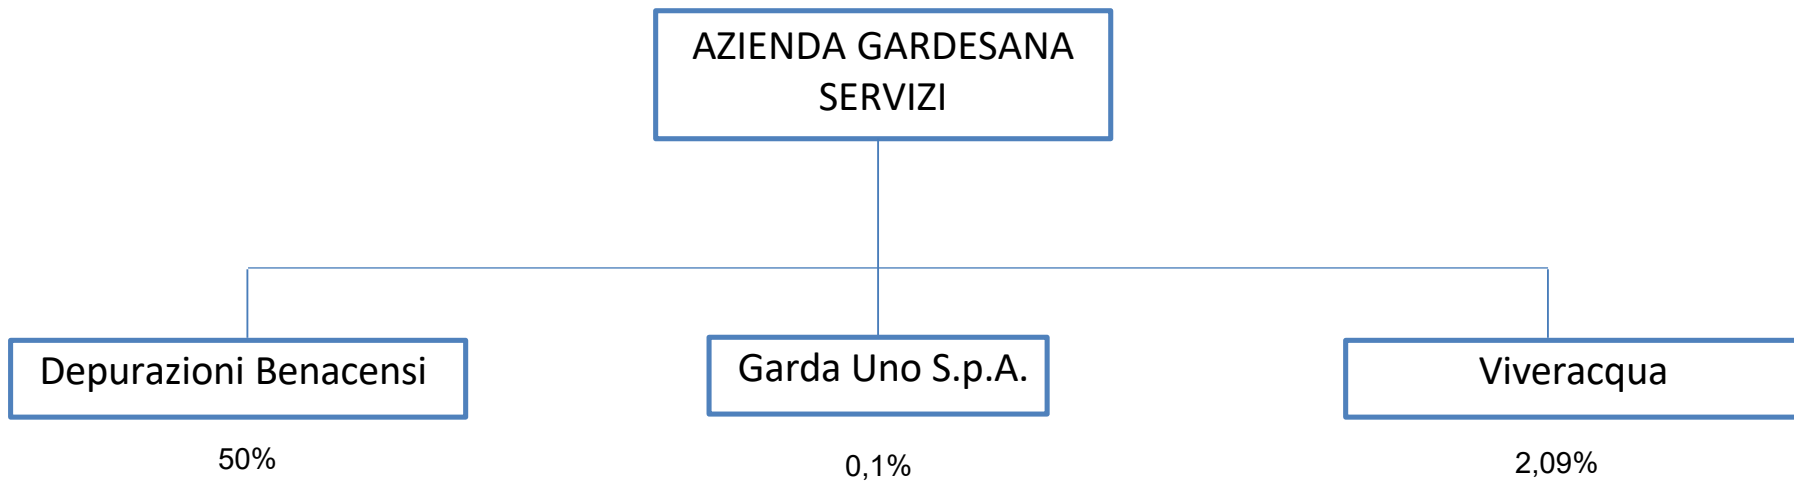 AZIENDA GARDESANA
SERVIZI
Depurazioni Benacensi
Garda Uno S.p.A.
Viveracqua
50%
0,1%
2,09%